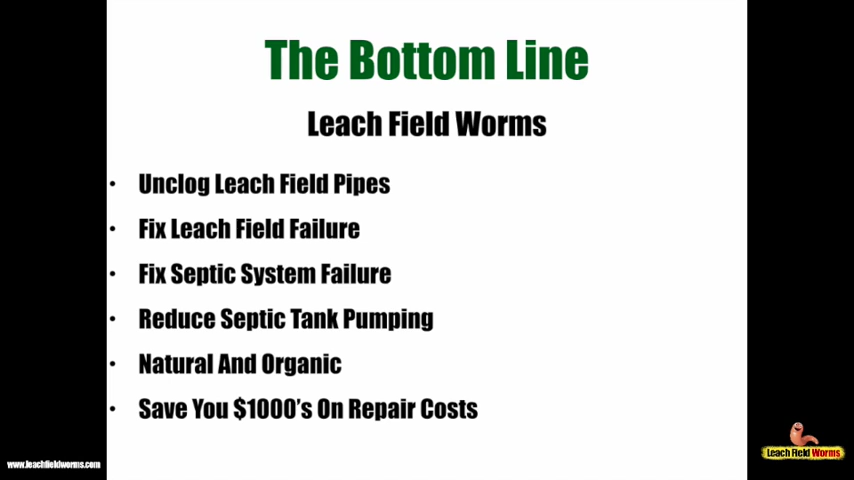 The Bottom Line
Leach Field Worms
• Unclog Leach Field Pipes
• Fix Leach Field Failure
• Fix Septic System Failure
• Reduce Septic Tank Pumping
• Natural And Organic
• Save You $1000's On Repair Costs
www.leachfieldworms.com
Leach Field Worms